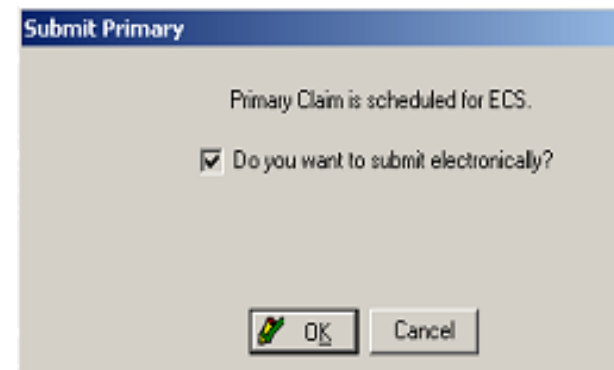 Submit Primary
Primary Claim is scheduled for ECS.
Do you want to submit electronically?
OK Cancel